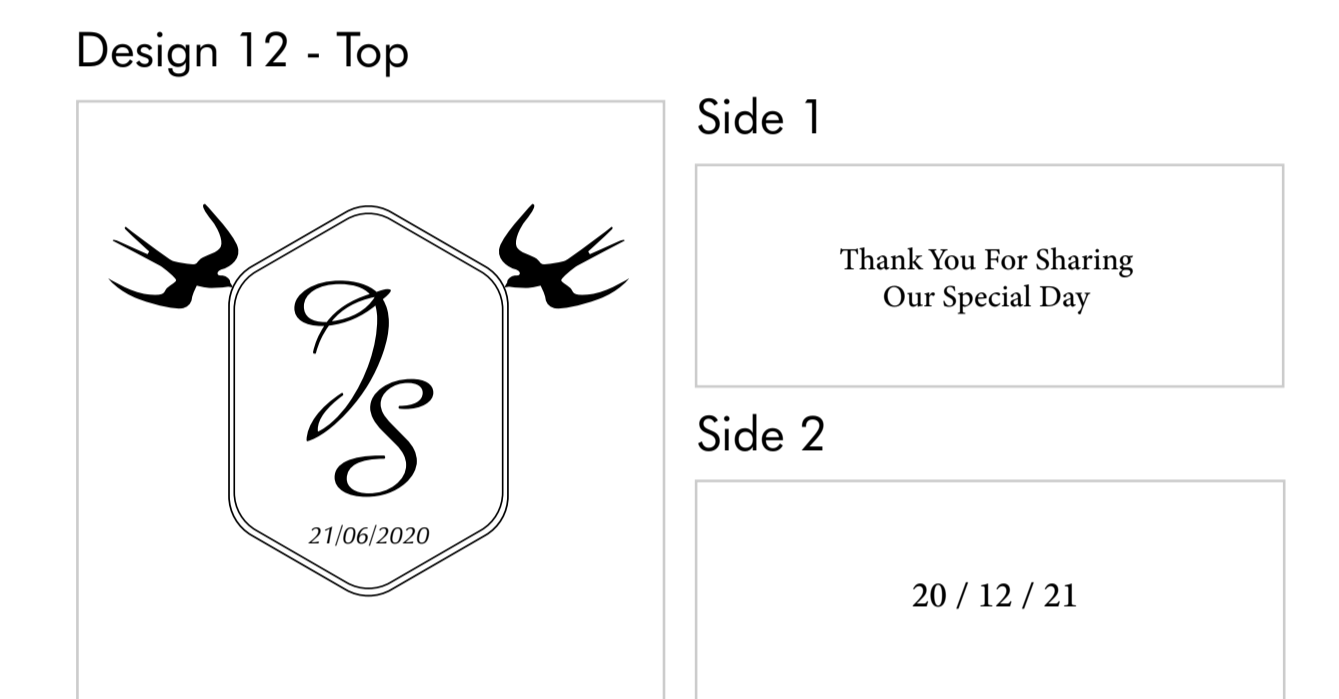 Design 12 - Top
S
21/06/2020
Side 1
Thank You For Sharing
Our Special Day
Side 2
20 / 12 / 21